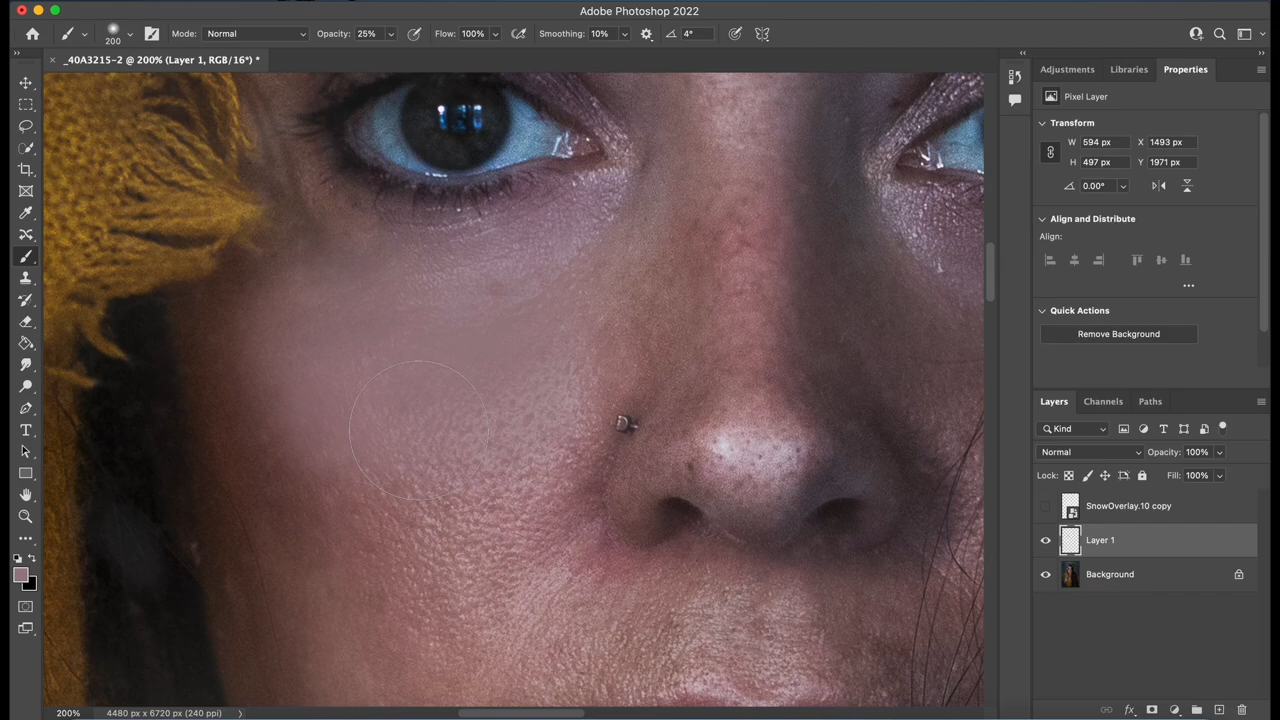 Adobe Photoshop 2022
200 Mode: Normal Opacity: 25% Flow: 100% Smoothing: 10% 4°
_40A3215-2 @ 200% (Layer 1, RGB/16*) *
Adjustments Libraries Properties
Pixel Layer
Transform
W 594 px X 1493 px
H 497 px Y 1971 px
0.00°
Align and Distribute
Align:
Quick Actions
Remove Background
Layers Channels Paths
Kind
Normal Opacity: 100%
Lock: Fill: 100%
SnowOverlay.10 copy
Layer 1
Background
200% 4480 px x 6720 px (240 ppi)